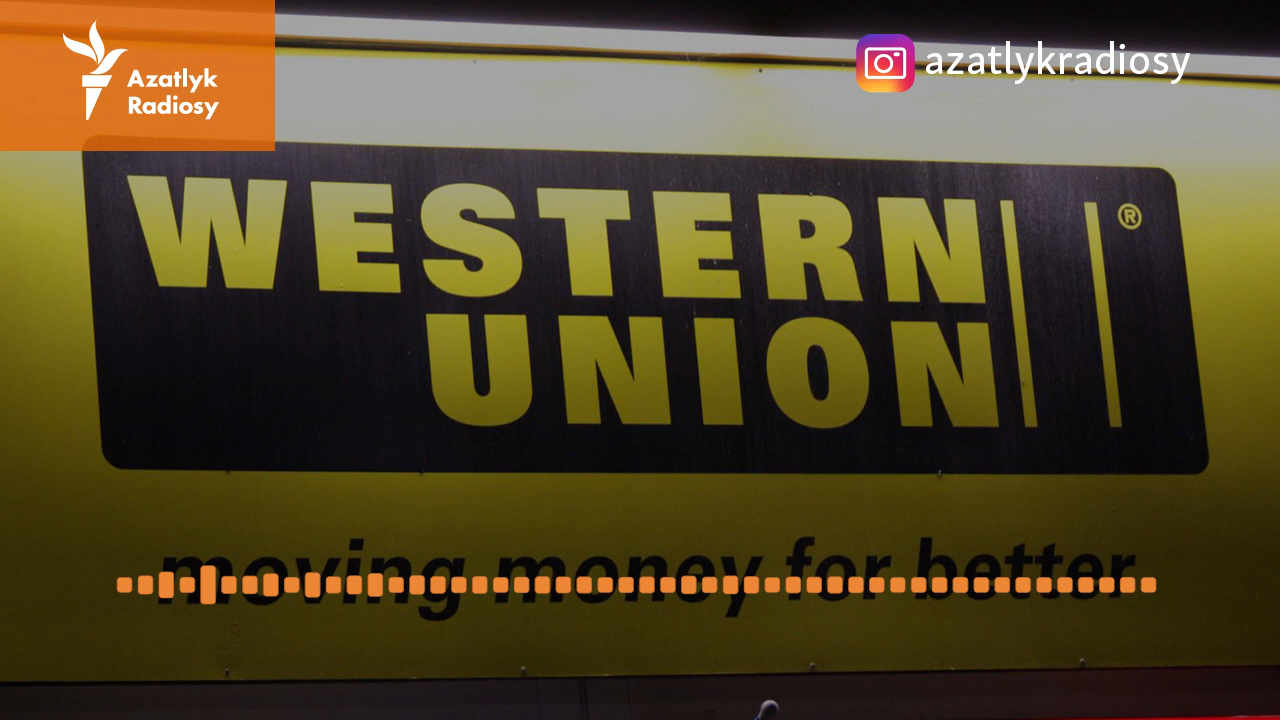 Azatlyk
Radiosy
azatlykradiosy
WESTERN
UNION
®
moving money for better